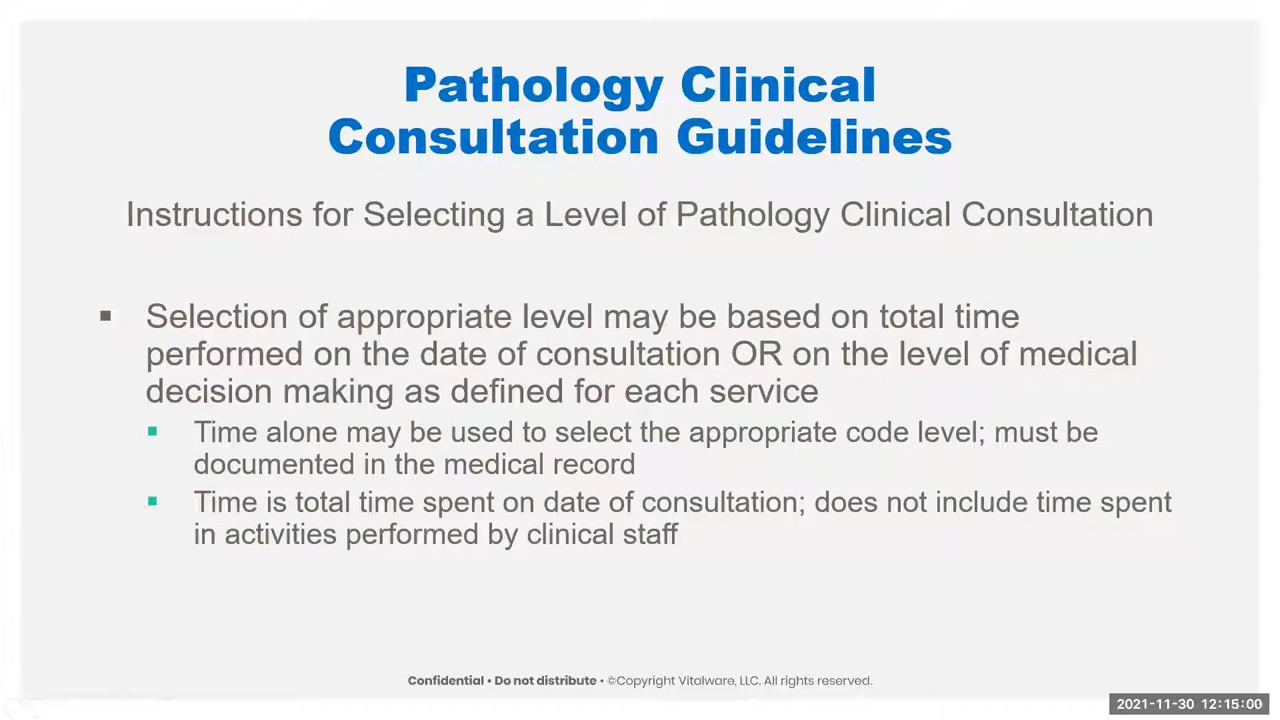 Pathology Clinical
Consultation Guidelines
Instructions for Selecting a Level of Pathology Clinical Consultation
▪ Selection of appropriate level may be based on total time
performed on the date of consultation OR on the level of medical
decision making as defined for each service
▪ Time alone may be used to select the appropriate code level; must be
documented in the medical record
▪ Time is total time spent on date of consultation; does not include time spent
in activities performed by clinical staff
Confidential • Do not distribute • ©Copyright Vitalware, LLC. All rights reserved.
2021-11-30 12:15:00